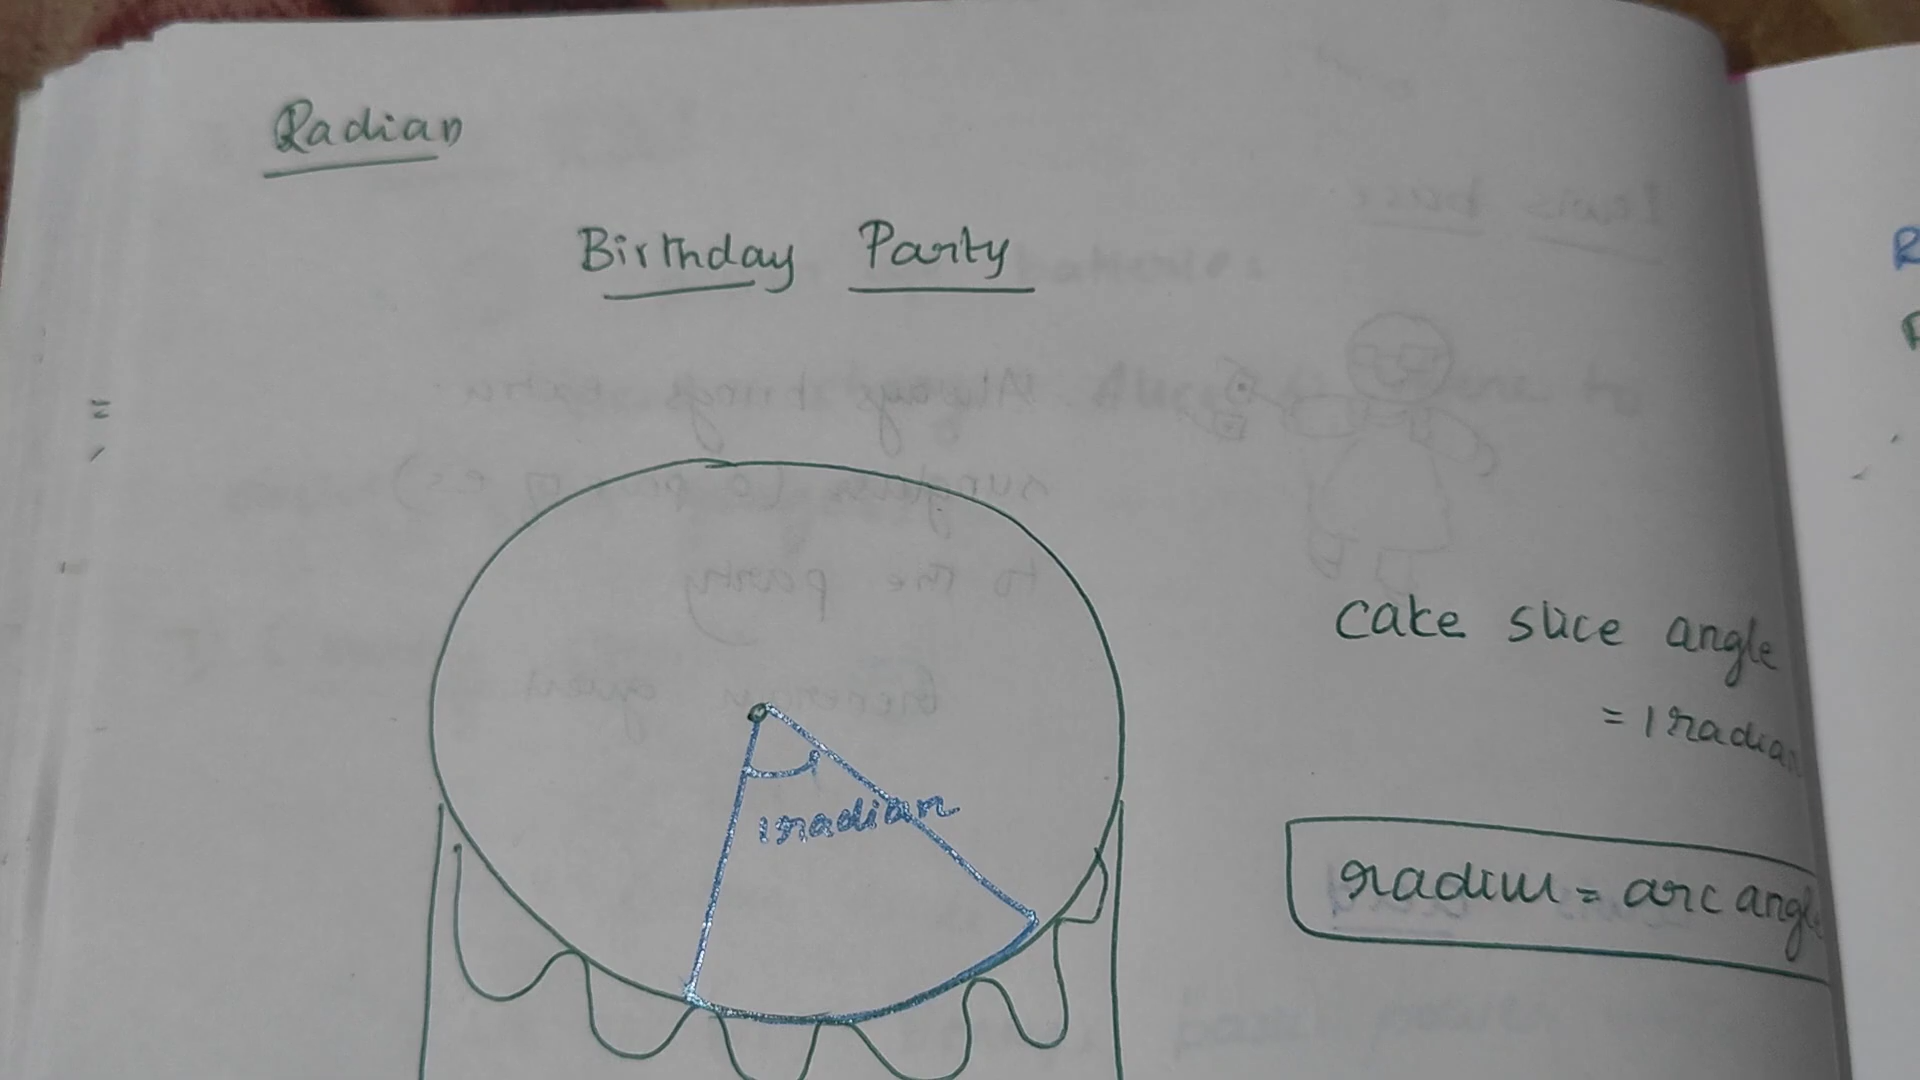 Radian
Birthday Party
cake slice angle
= 1 radian
1 radian
radius = arc angle